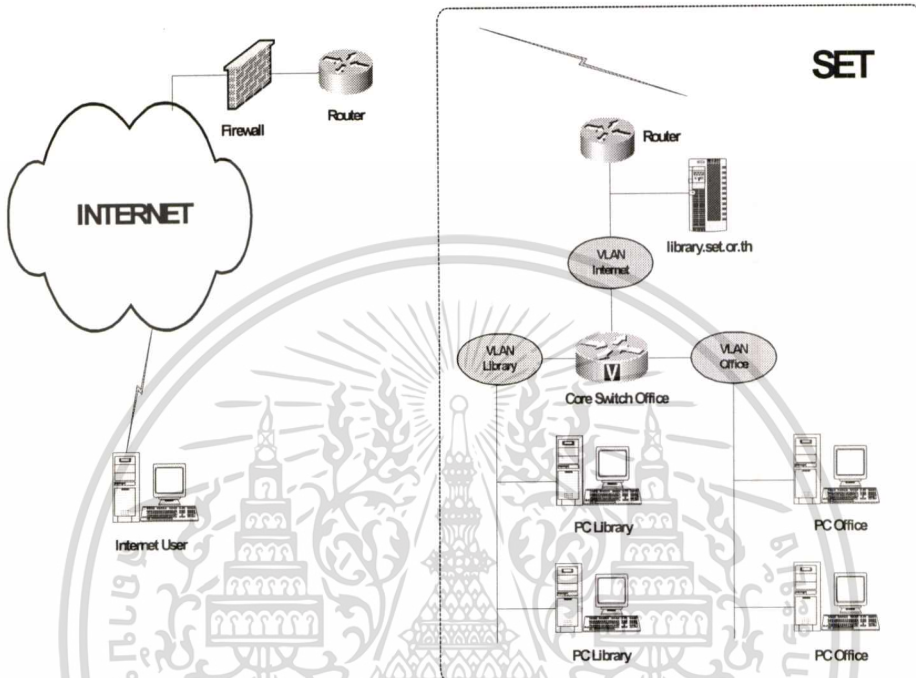 SET
Firewall
Router
Router
INTERNET
library.set.or.th
VLAN
Internet
VLAN
Library
VLAN
Office
V
Core Switch Office
PC Library
PC Office
Internet User
PC Library
PC Office